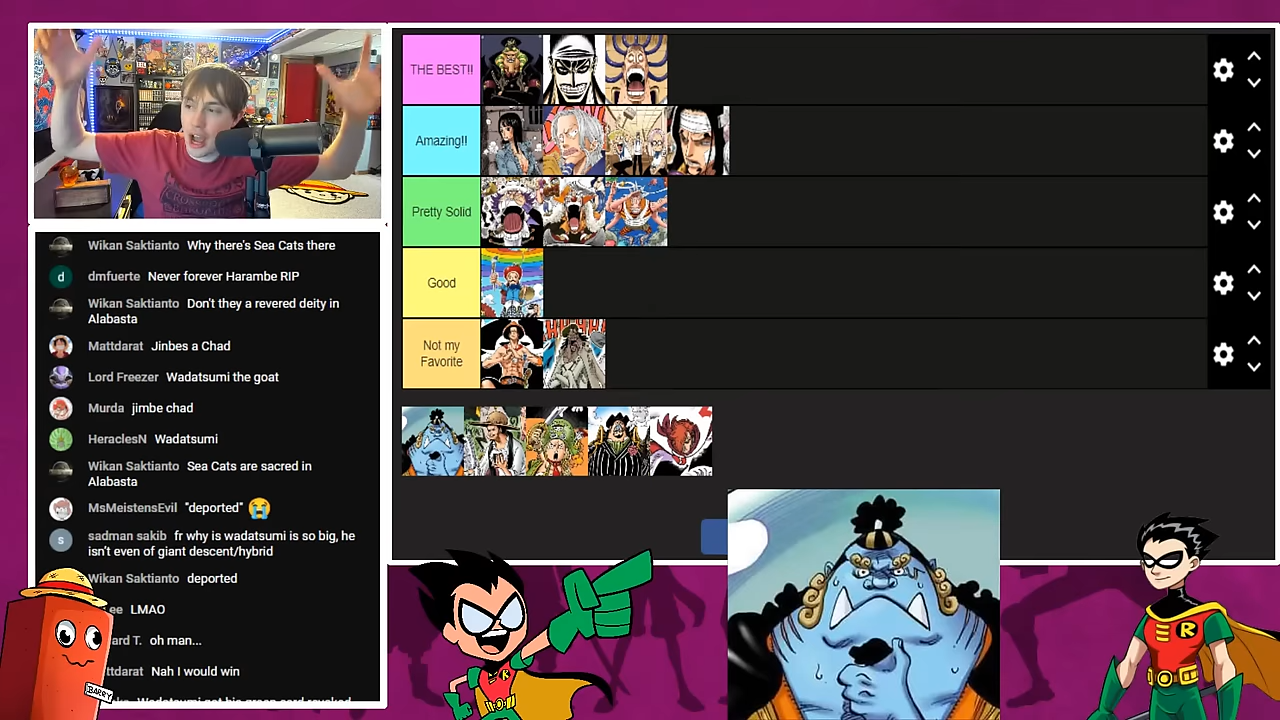 THE BEST!!
Amazing!!
Pretty Solid
Good
Not my
Favorite
Wikan Saktianto Why there's Sea Cats there
d dmfuerte Never forever Harambe RIP
Wikan Saktianto Don't they a revered deity in
Alabasta
Mattdarat Jinbes a Chad
Lord Freezer Wadatsumi the goat
Murda jimbe chad
HeraclesN Wadatsumi
Wikan Saktianto Sea Cats are sacred in
Alabasta
MsMeistensEvil "deported" 😭
s sadman sakib fr why is wadatsumi is so big, he
isn't even of giant descent/hybrid
Wikan Saktianto deported
ee LMAO
ard T. oh man...
ttdarat Nah I would win
BARRY
R
R